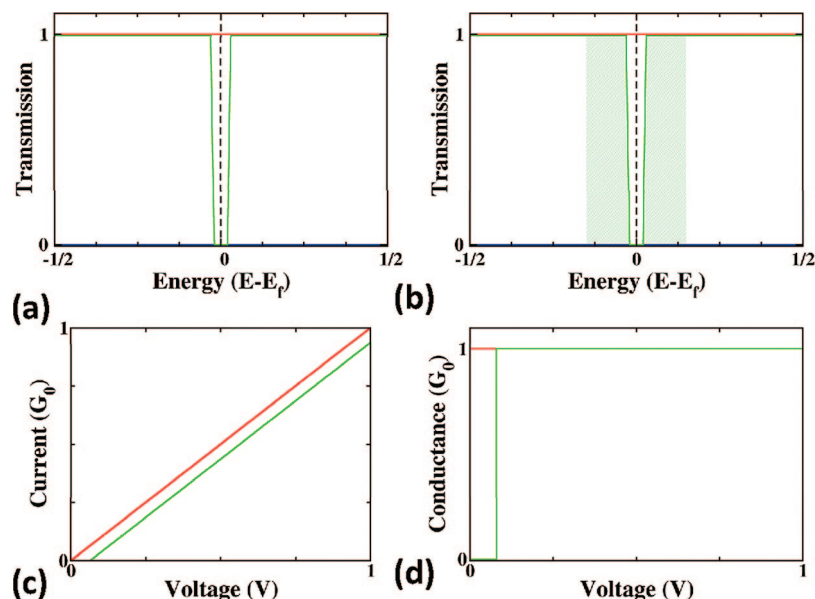 1
Transmission
0
-1/2
0
1/2
Energy (E-E_f)
(a)
1
Transmission
0
-1/2
0
1/2
Energy (E-E_f)
(b)
1
Current (G_0)
0
0
1
Voltage (V)
(c)
1
Conductance (G_0)
0
0
1
Voltage (V)
(d)